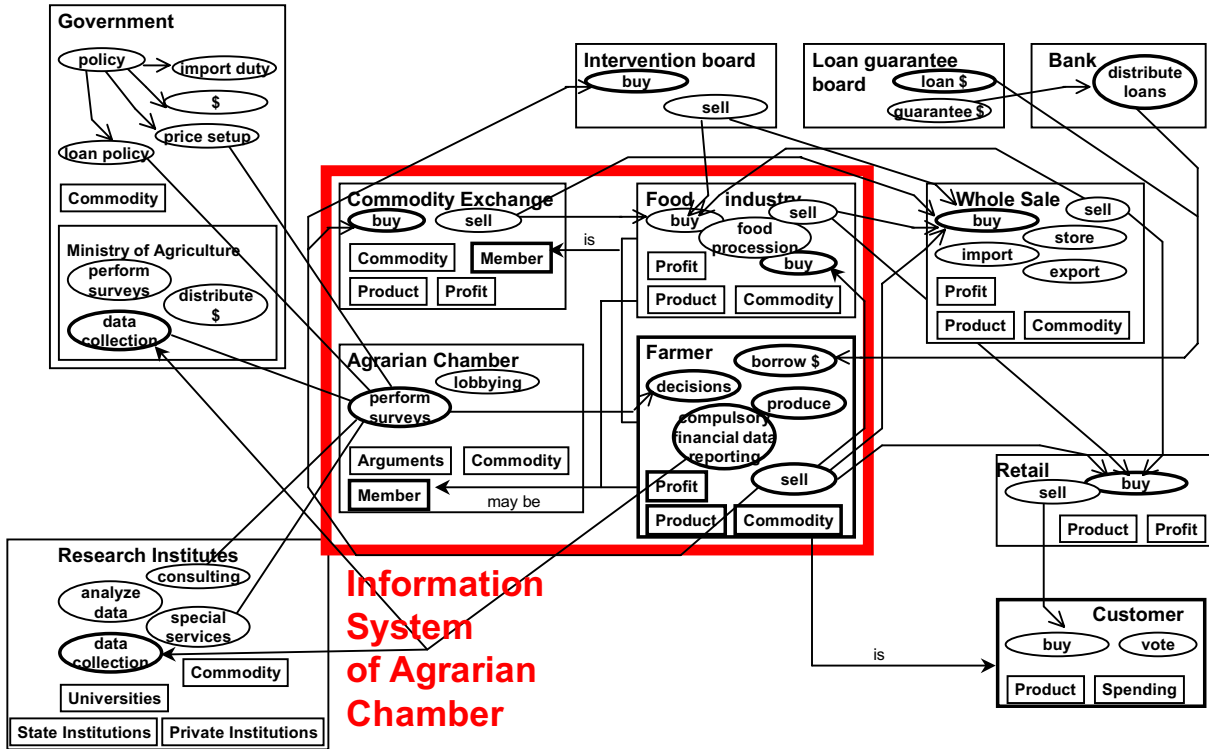 Government
policy
import duty
$
price setup
loan policy
Commodity
Ministry of Agriculture
perform
surveys
distribute
$
data
collection
Intervention board
buy
sell
Loan guarantee
board
loan $
guarantee $
Bank
distribute
loans
Commodity Exchange
buy
sell
is
Commodity
Member
Product
Profit
Food industry
buy
sell
food
procession
buy
Profit
Product
Commodity
Whole Sale
buy
sell
store
import
export
Profit
Product
Commodity
Agrarian Chamber
lobbying
perform
surveys
Arguments
Commodity
Member
may be
Farmer
borrow $
decisions
produce
compulsory
financial data
reporting
sell
Profit
Product
Commodity
Retail
buy
sell
Product
Profit
Research Institutes
consulting
analyze
data
special
services
data
collection
Commodity
Universities
State Institutions
Private Institutions
Information
System
of Agrarian
Chamber
is
Customer
buy
vote
Product
Spending